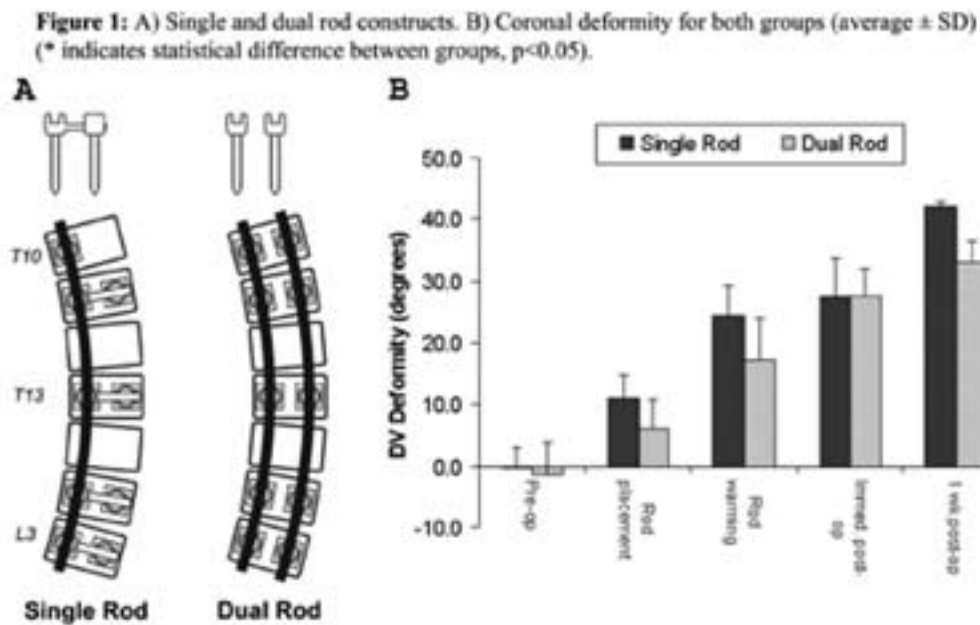 Figure 1: A) Single and dual rod constructs. B) Coronal deformity for both groups (average ± SD)
(* indicates statistical difference between groups, p<0.05).
A
T10
T13
L3
Single Rod
Dual Rod
B
Single Rod
Dual Rod
DV Deformity (degrees)
50.0
40.0
30.0
20.0
10.0
0.0
-10.0
Pre-op
Rod
placement
Rod
warming
Immed post-
op
1 wk post-op